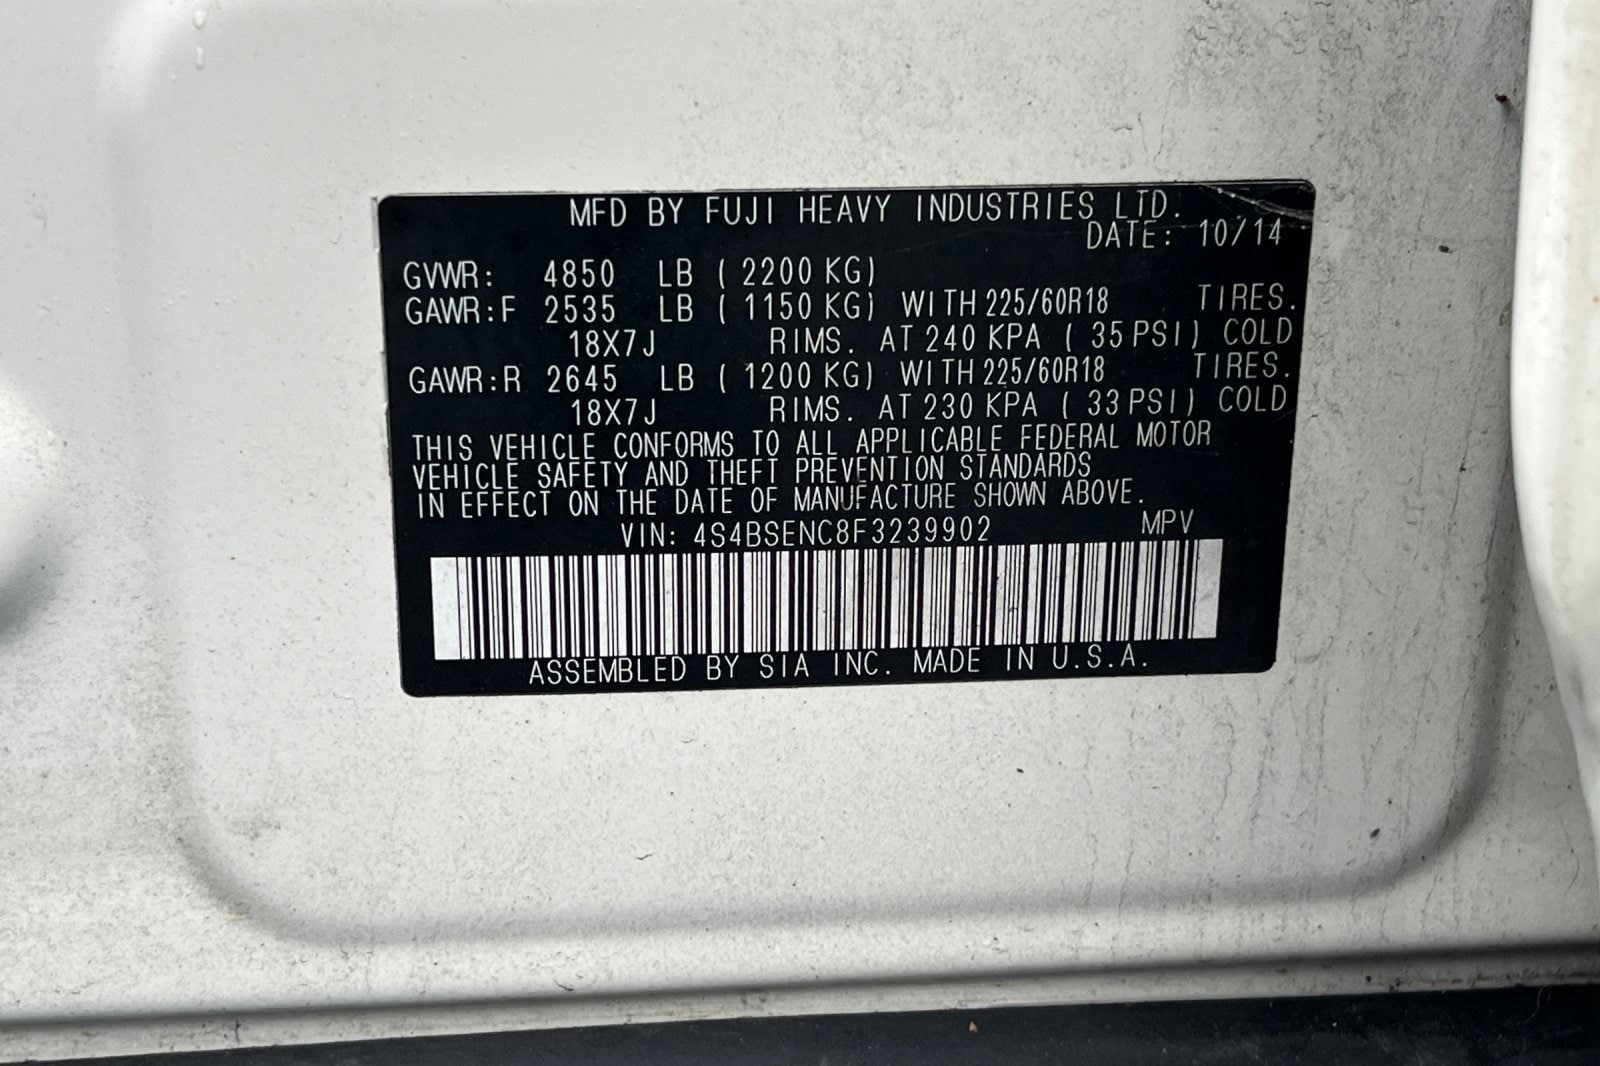 MFD BY FUJI HEAVY INDUSTRIES LTD.
DATE: 10/14
GVWR: 4850 LB ( 2200 KG)
GAWR:F 2535 LB ( 1150 KG) WITH 225/60R18 TIRES.
18X7J RIMS. AT 240 KPA ( 35 PSI) COLD
GAWR:R 2645 LB ( 1200 KG) WITH 225/60R18 TIRES.
18X7J RIMS. AT 230 KPA ( 33 PSI) COLD
THIS VEHICLE CONFORMS TO ALL APPLICABLE FEDERAL MOTOR
VEHICLE SAFETY AND THEFT PREVENTION STANDARDS
IN EFFECT ON THE DATE OF MANUFACTURE SHOWN ABOVE.
VIN: 4S4BSENC8F3239902 MPV
ASSEMBLED BY SIA INC. MADE IN U.S.A.